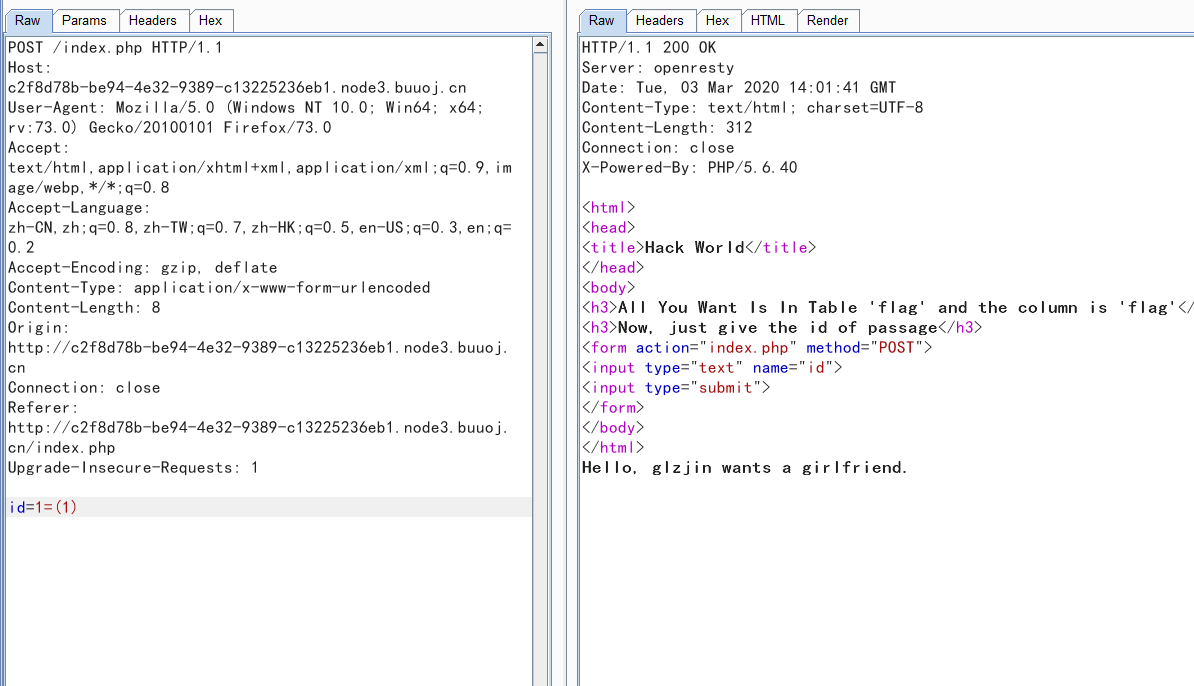 Raw Params Headers Hex
POST /index.php HTTP/1.1
Host:
c2f8d78b-be94-4e32-9389-c13225236eb1.node3.buuoj.cn
User-Agent: Mozilla/5.0 (Windows NT 10.0; Win64; x64;
rv:73.0) Gecko/20100101 Firefox/73.0
Accept:
text/html,application/xhtml+xml,application/xml;q=0.9,im
age/webp,*/*;q=0.8
Accept-Language:
zh-CN,zh;q=0.8,zh-TW;q=0.7,zh-HK;q=0.5,en-US;q=0.3,en;q=
0.2
Accept-Encoding: gzip, deflate
Content-Type: application/x-www-form-urlencoded
Content-Length: 8
Origin:
http://c2f8d78b-be94-4e32-9389-c13225236eb1.node3.buuoj.
cn
Connection: close
Referer:
http://c2f8d78b-be94-4e32-9389-c13225236eb1.node3.buuoj.
cn/index.php
Upgrade-Insecure-Requests: 1
id=1=(1)
Raw Headers Hex HTML Render
HTTP/1.1 200 OK
Server: openresty
Date: Tue, 03 Mar 2020 14:01:41 GMT
Content-Type: text/html; charset=UTF-8
Content-Length: 312
Connection: close
X-Powered-By: PHP/5.6.40
<html>
<head>
<title>Hack World</title>
</head>
<body>
<h3>All You Want Is In Table 'flag' and the column is 'flag'</
<h3>Now, just give the id of passage</h3>
<form action="index.php" method="POST">
<input type="text" name="id">
<input type="submit">
</form>
</body>
</html>
Hello, glzjin wants a girlfriend.